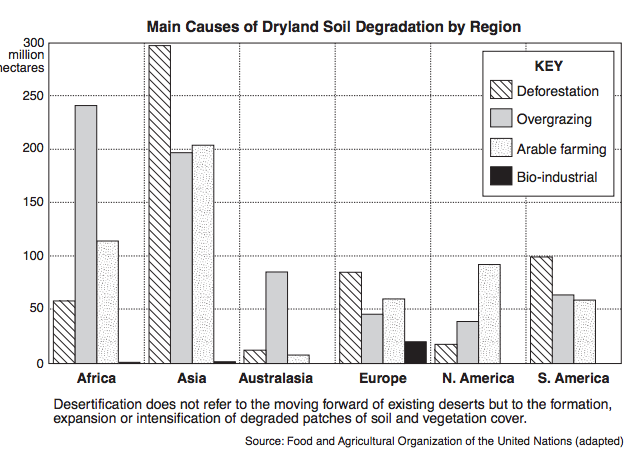 Main Causes of Dryland Soil Degradation by Region
300
million
hectares
250
200
150
100
50
0
KEY
Deforestation
Overgrazing
Arable farming
Bio-industrial
Africa
Asia
Australasia
Europe
N. America
S. America
Desertification does not refer to the moving forward of existing deserts but to the formation,
expansion or intensification of degraded patches of soil and vegetation cover.
Source: Food and Agricultural Organization of the United Nations (adapted)